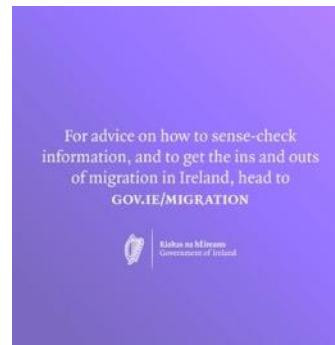 For advice on how to sense-check
information, and to get the ins and outs
of migration in Ireland, head to
GOV.IE/MIGRATION
Rialtas na hÉireann
Government of Ireland